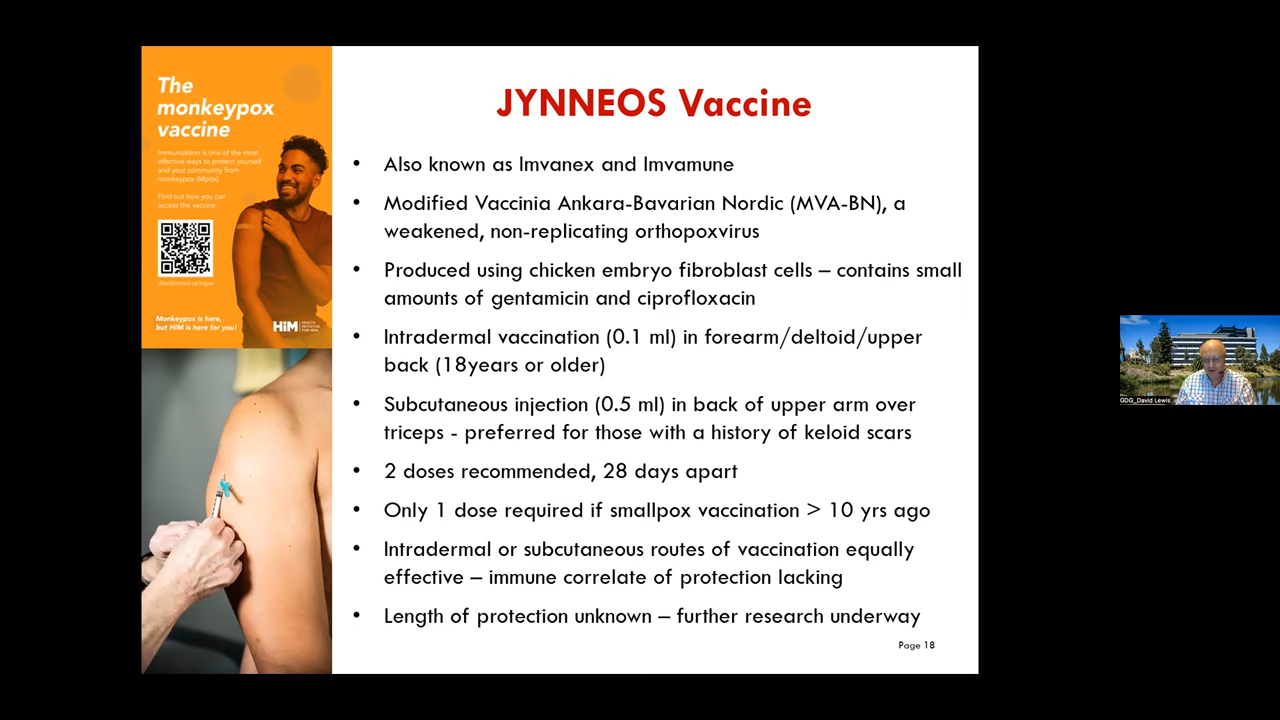 The
monkeypox
vaccine
Immunization is one of the most
effective ways to protect yourself
and your community from
monkeypox (Mpox).
Find out how you can
access the vaccine.
checkhimout.ca/mpox
Monkeypox is here,
but HiM is here for you!
HiM HEALTH
INITIATIVE
FOR MEN
JYNNEOS Vaccine
• Also known as Imvanex and Imvamune
• Modified Vaccinia Ankara-Bavarian Nordic (MVA-BN), a
weakened, non-replicating orthopoxvirus
• Produced using chicken embryo fibroblast cells – contains small
amounts of gentamicin and ciprofloxacin
• Intradermal vaccination (0.1 ml) in forearm/deltoid/upper
back (18years or older)
• Subcutaneous injection (0.5 ml) in back of upper arm over
triceps - preferred for those with a history of keloid scars
• 2 doses recommended, 28 days apart
• Only 1 dose required if smallpox vaccination > 10 yrs ago
• Intradermal or subcutaneous routes of vaccination equally
effective – immune correlate of protection lacking
• Length of protection unknown – further research underway
Page 18
GDG_David Lewis